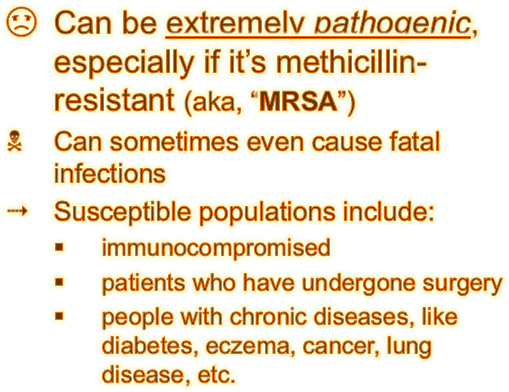 ☹ Can be extremely pathogenic,
especially if it's methicillin-
resistant (aka, “MRSA”)
☠ Can sometimes even cause fatal
infections
⤑ Susceptible populations include:
▪ immunocompromised
▪ patients who have undergone surgery
▪ people with chronic diseases, like
diabetes, eczema, cancer, lung
disease, etc.